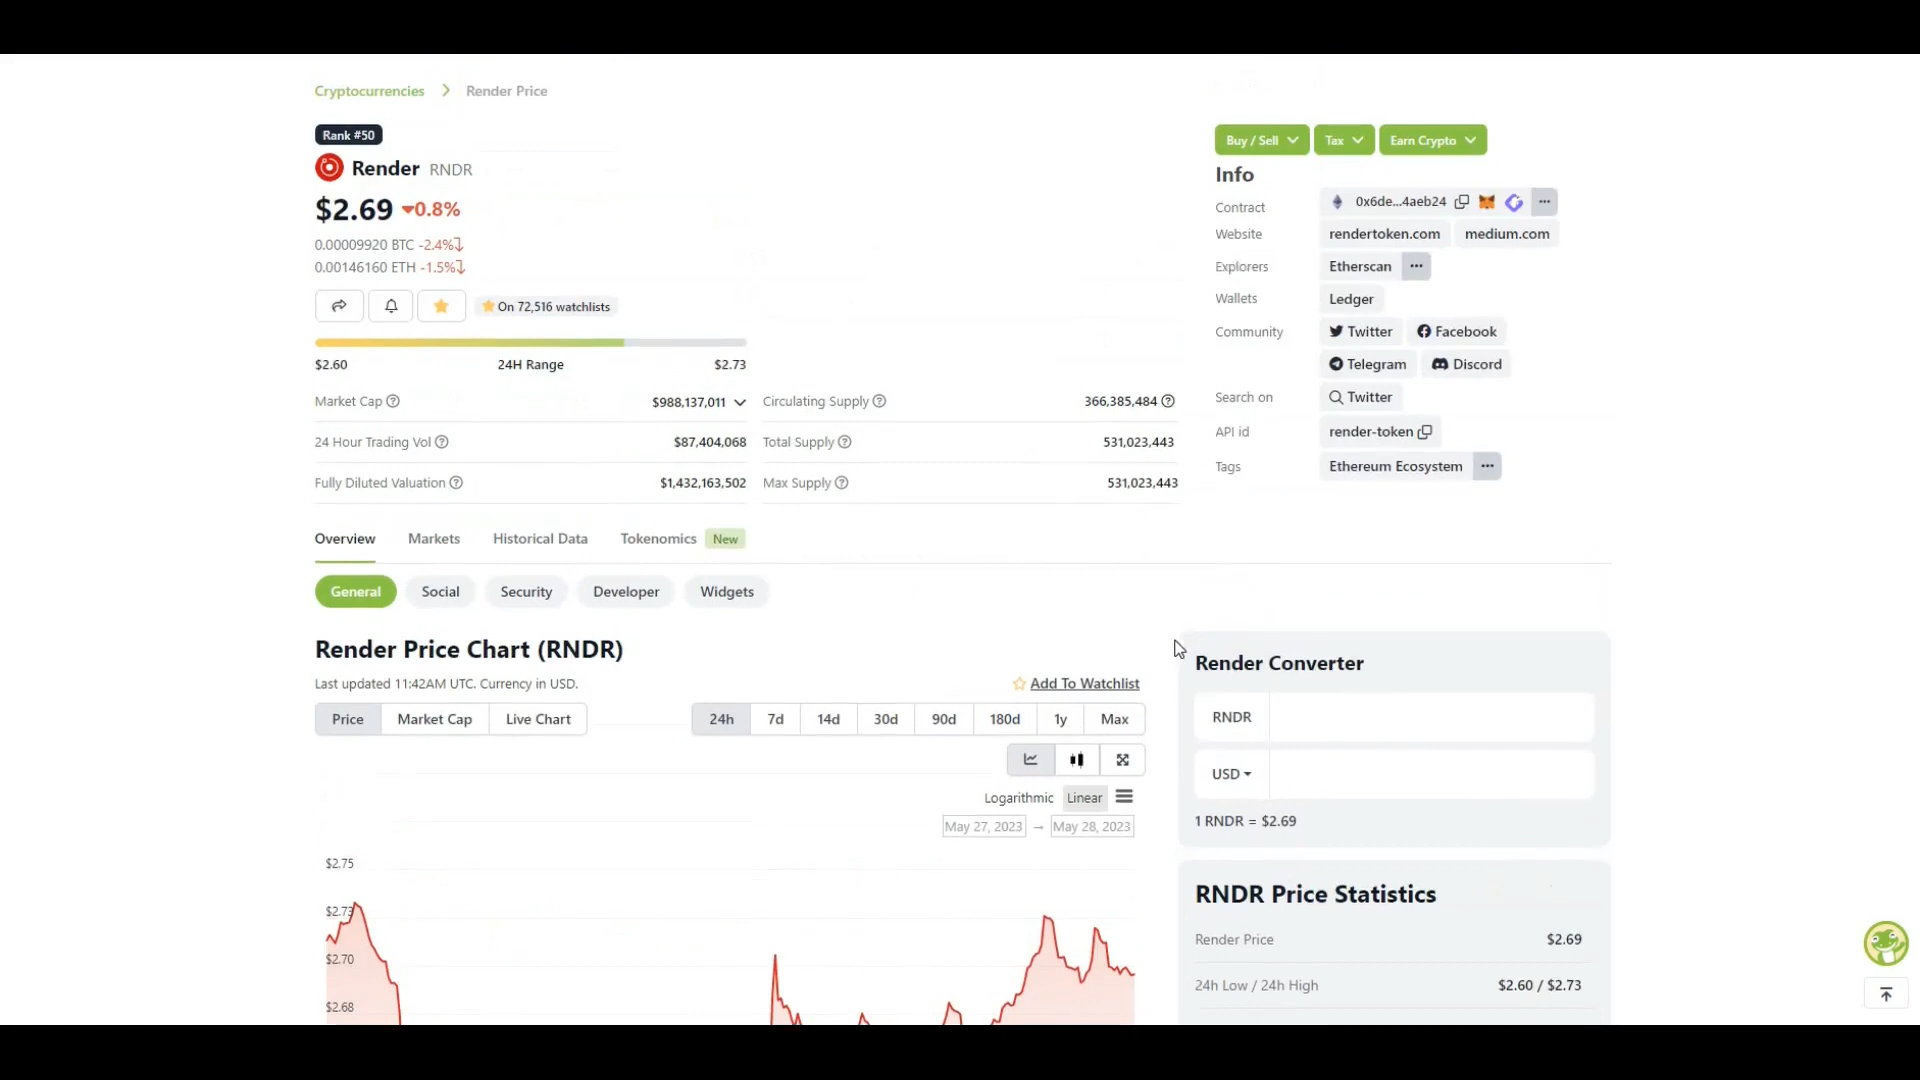 Cryptocurrencies > Render Price
Rank #50
Render RNDR
$2.69 0.8%
0.00009920 BTC -2.4%
0.00146160 ETH -1.5%
On 72,516 watchlists
$2.60 24H Range $2.73
Market Cap $988,137,011
24 Hour Trading Vol $87,404,068
Fully Diluted Valuation $1,432,163,502
Circulating Supply 366,385,484
Total Supply 531,023,443
Max Supply 531,023,443
Buy / Sell Tax Earn Crypto
Info
Contract 0x6de...4aeb24 ...
Website rendertoken.com medium.com
Explorers Etherscan ...
Wallets Ledger
Community Twitter Facebook
Telegram Discord
Search on Twitter
API id render-token
Tags Ethereum Ecosystem ...
Overview Markets Historical Data Tokenomics New
General Social Security Developer Widgets
Render Price Chart (RNDR)
Last updated 11:42AM UTC. Currency in USD.
Add To Watchlist
Price Market Cap Live Chart
24h 7d 14d 30d 90d 180d 1y Max
Logarithmic Linear
May 27, 2023 → May 28, 2023
$2.75
$2.73
$2.70
$2.68
Render Converter
RNDR
USD
1 RNDR = $2.69
RNDR Price Statistics
Render Price $2.69
24h Low / 24h High $2.60 / $2.73